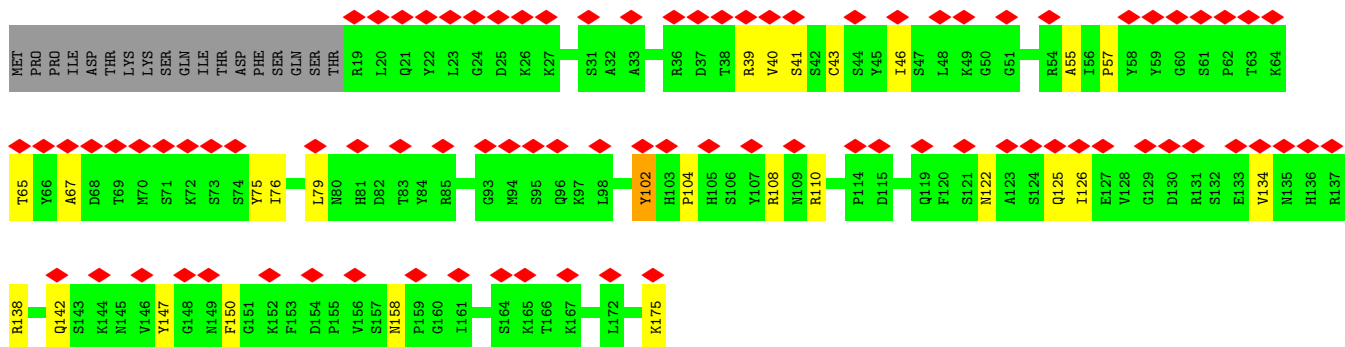 MET PRO PRO ILE ASP THR LYS LYS SER GLN ILE THR ASP PHE SER GLN SER THR R19 L20 Q21 Y22 L23 G24 D25 K26 K27 S31 A32 A33 R36 D37 T38 R39 V40 S41 S42 C43 S44 Y45 I46 S47 L48 K49 G50 G51 R54 A55 I56 P57 Y58 Y59 G60 S61 P62 T63 K64
T65 Y66 A67 D68 T69 M70 S71 K72 S73 S74 Y75 I76 L79 N80 H81 D82 T83 Y84 R85 G93 M94 S95 Q96 K97 L98 Y102 H103 P104 H105 S106 Y107 R108 N109 R110 P114 D115 Q119 F120 S121 N122 A123 S124 Q125 I126 E127 V128 G129 D130 R131 S132 E133 V134 N135 H136 R137
R138 Q142 S143 K144 N145 V146 Y147 G148 N149 F150 G151 K152 F153 D154 P155 V156 S157 N158 P159 G160 I161 S164 K165 T166 K167 L172 K175